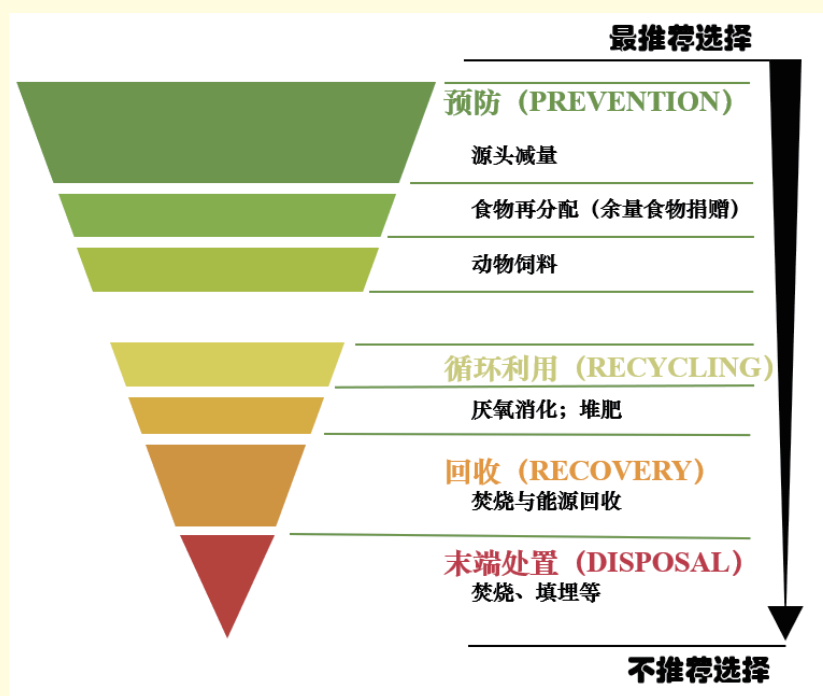 最推荐选择
预防（PREVENTION）
源头减量
食物再分配（余量食物捐赠）
动物饲料
循环利用（RECYCLING）
厌氧消化；堆肥
回收（RECOVERY）
焚烧与能源回收
末端处置（DISPOSAL）
焚烧、填埋等
不推荐选择